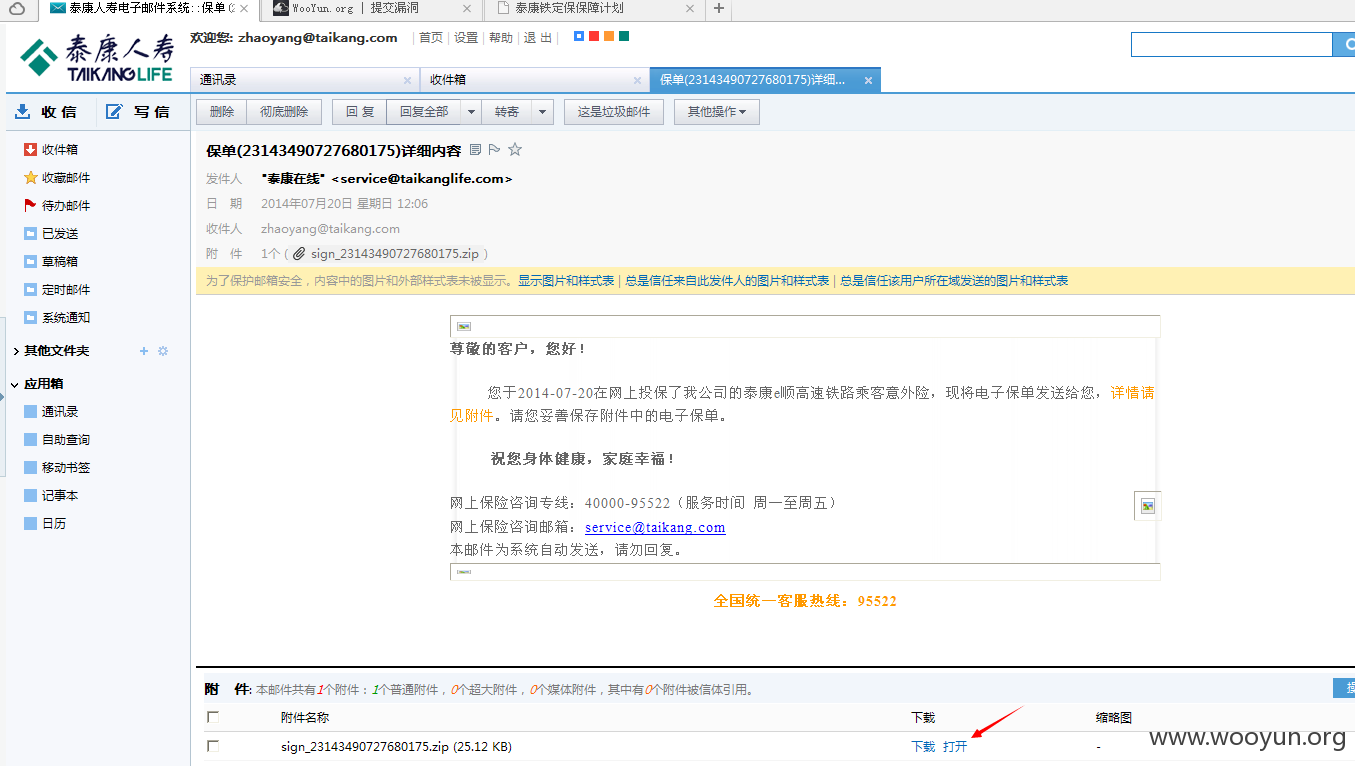 泰康人寿电子邮件系统::保单(2
WooYun.org | 提交漏洞
泰康铁定保保障计划
泰康人寿
TAIKANG LIFE
欢迎您: zhaoyang@taikang.com | 首页 | 设置 | 帮助 | 退 出 |
通讯录
收件箱
保单(23143490727680175)详细...
收 信
写 信
删除 彻底删除 回 复 回复全部 转寄 这是垃圾邮件 其他操作
收件箱
收藏邮件
待办邮件
已发送
草稿箱
定时邮件
系统通知
其他文件夹
应用箱
通讯录
自助查询
移动书签
记事本
日历
保单(23143490727680175)详细内容
发件人 "泰康在线" <service@taikanglife.com>
日 期 2014年07月20日 星期日 12:06
收件人 zhaoyang@taikang.com
附 件 1个 ( sign_23143490727680175.zip )
为了保护邮箱安全，内容中的图片和外部样式表未被显示。显示图片和样式表 | 总是信任来自此发件人的图片和样式表 | 总是信任该用户所在域发送的图片和样式表
尊敬的客户，您好！
您于2014-07-20在网上投保了我公司的泰康e顺高速铁路乘客意外险，现将电子保单发送给您，详情请
见附件。请您妥善保存附件中的电子保单。
祝您身体健康，家庭幸福！
网上保险咨询专线：40000-95522（服务时间 周一至周五）
网上保险咨询邮箱：service@taikang.com
本邮件为系统自动发送，请勿回复。
全国统一客服热线：95522
附 件: 本邮件共有1个附件：1个普通附件，0个超大附件，0个媒体附件，其中有0个附件被信体引用。
附件名称 下载 缩略图
sign_23143490727680175.zip (25.12 KB) 下载 打开 -
www.wooyun.org